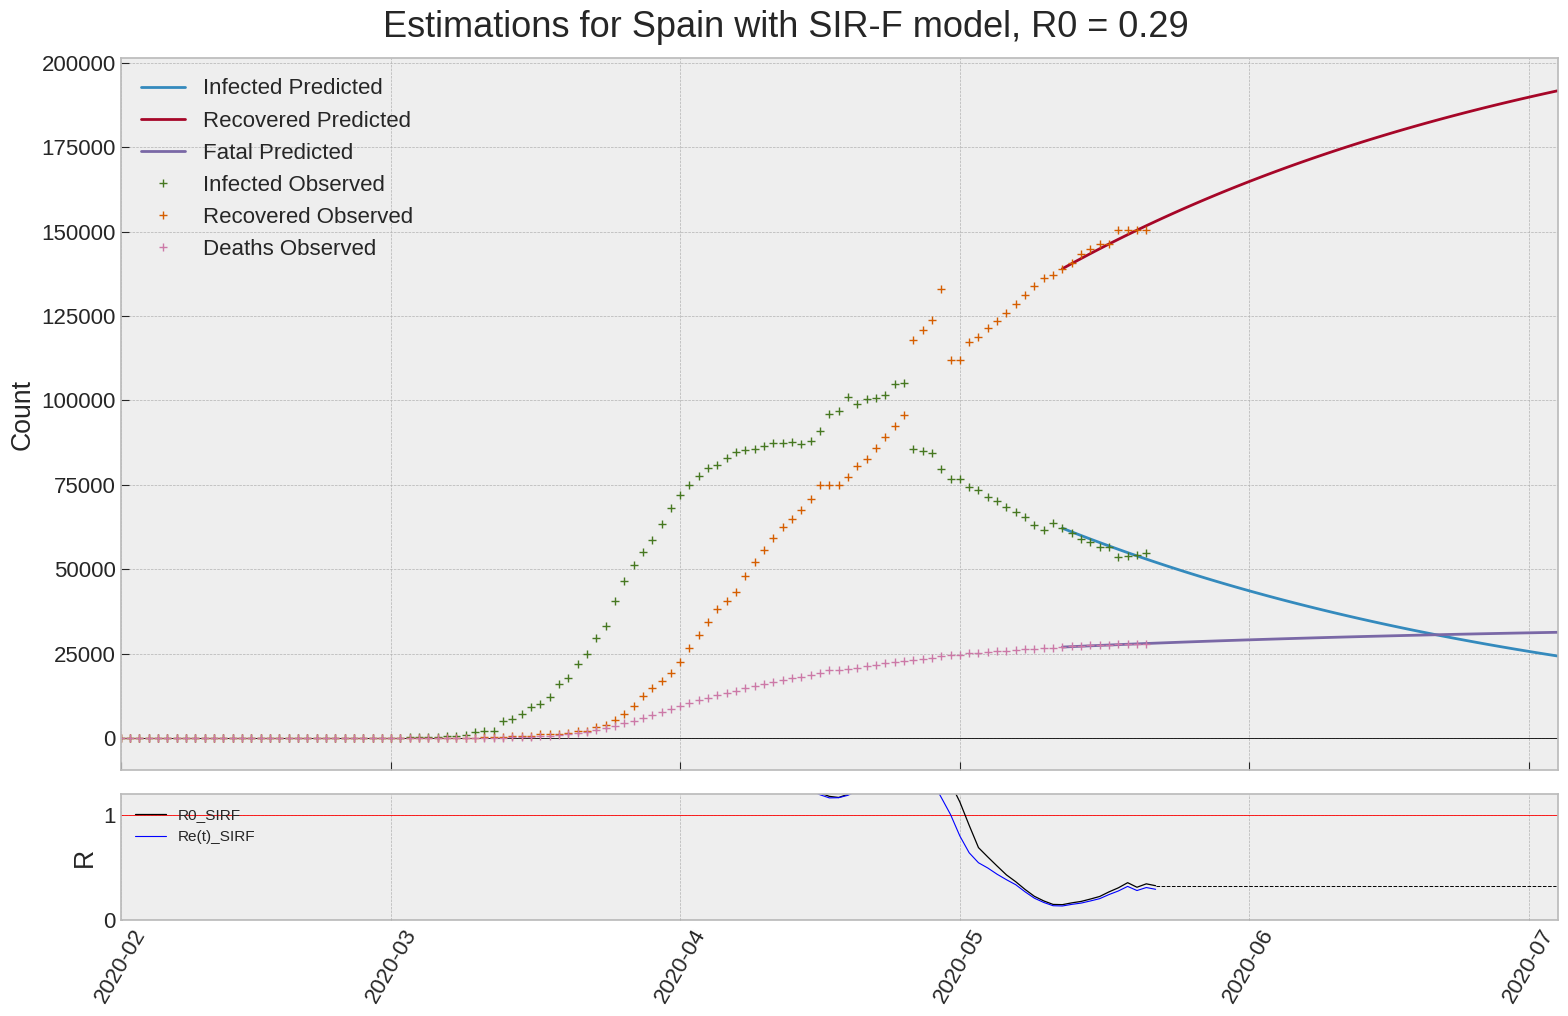 Estimations for Spain with SIR-F model, R0 = 0.29
200000
175000
150000
125000
100000
75000
50000
25000
0
Count
Infected Predicted
Recovered Predicted
Fatal Predicted
Infected Observed
Recovered Observed
Deaths Observed
1
0
R
R0_SIRF
Re(t)_SIRF
2020-02
2020-03
2020-04
2020-05
2020-06
2020-07